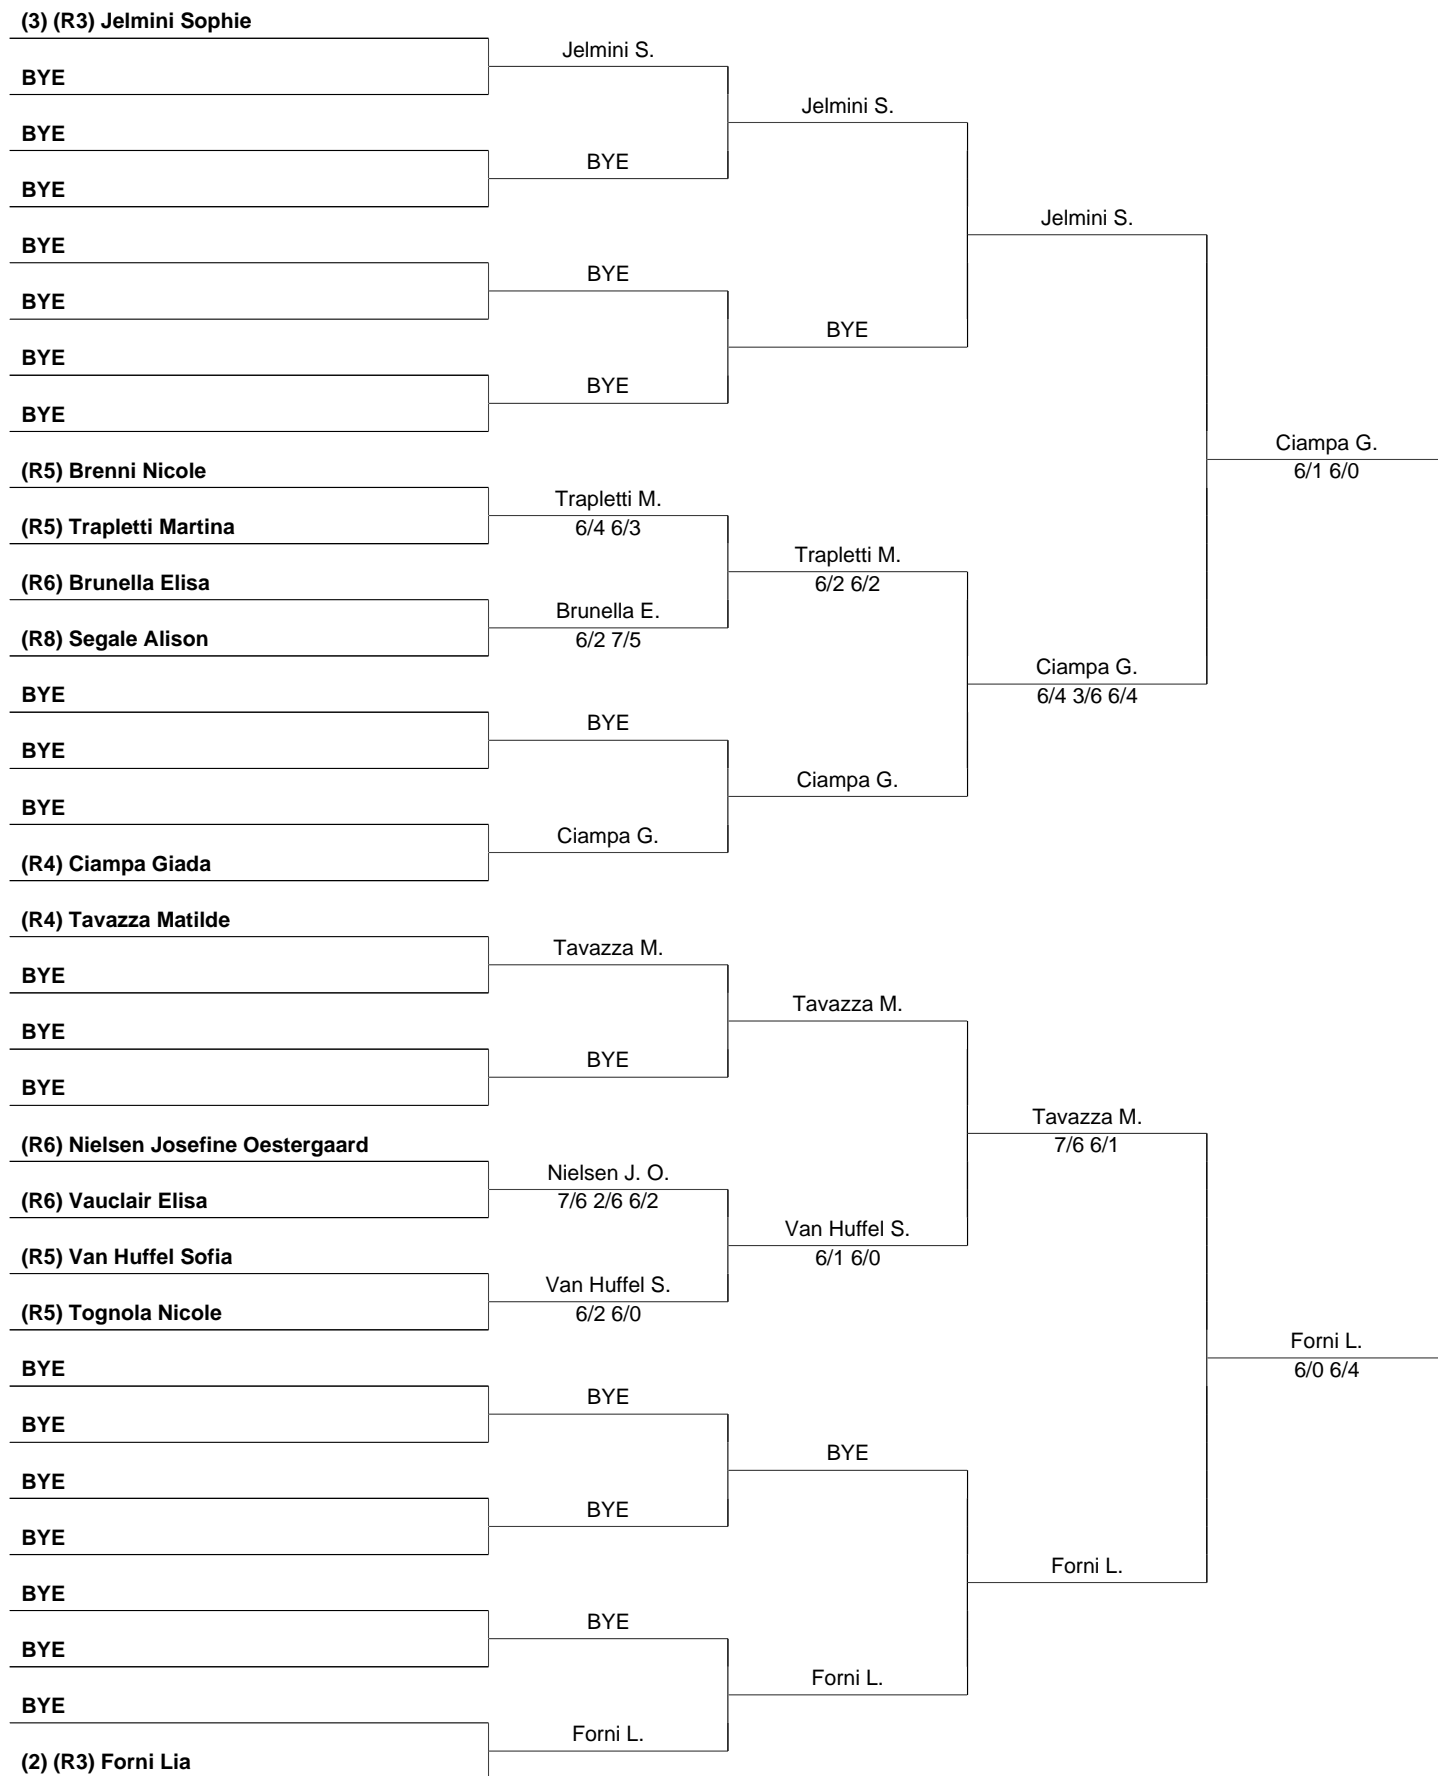 (3) (R3) Jelmini Sophie
Jelmini S.
BYE
Jelmini S.
BYE
BYE
BYE
Jelmini S.
BYE
BYE
BYE
BYE
BYE
BYE
BYE
Ciampa G.
6/1 6/0
(R5) Brenni Nicole
Trapletti M.
6/4 6/3
(R5) Trapletti Martina
Trapletti M.
6/2 6/2
(R6) Brunella Elisa
Brunella E.
6/2 7/5
(R8) Segale Alison
Ciampa G.
6/4 3/6 6/4
BYE
BYE
BYE
Ciampa G.
BYE
Ciampa G.
(R4) Ciampa Giada
(R4) Tavazza Matilde
Tavazza M.
BYE
Tavazza M.
BYE
BYE
BYE
Tavazza M.
7/6 6/1
(R6) Nielsen Josefine Oestergaard
Nielsen J. O.
7/6 2/6 6/2
(R6) Vauclair Elisa
Van Huffel S.
6/1 6/0
(R5) Van Huffel Sofia
Van Huffel S.
6/2 6/0
(R5) Tognola Nicole
Forni L.
6/0 6/4
BYE
BYE
BYE
BYE
BYE
BYE
BYE
Forni L.
BYE
BYE
BYE
Forni L.
BYE
Forni L.
(2) (R3) Forni Lia